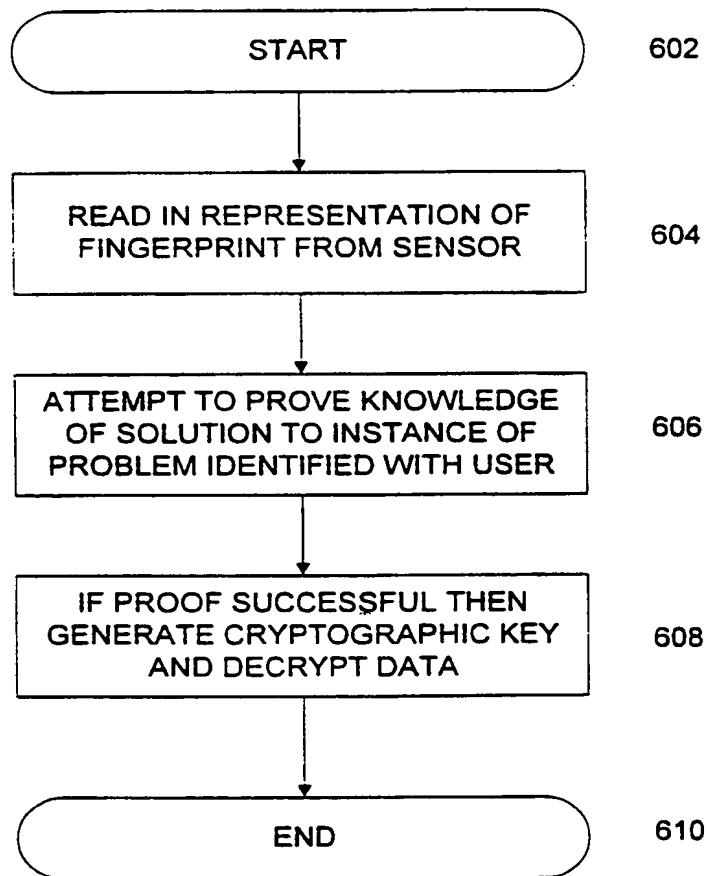 START
602
READ IN REPRESENTATION OF
FINGERPRINT FROM SENSOR
604
ATTEMPT TO PROVE KNOWLEDGE
OF SOLUTION TO INSTANCE OF
PROBLEM IDENTIFIED WITH USER
606
IF PROOF SUCCESSFUL THEN
GENERATE CRYPTOGRAPHIC KEY
AND DECRYPT DATA
608
END
610